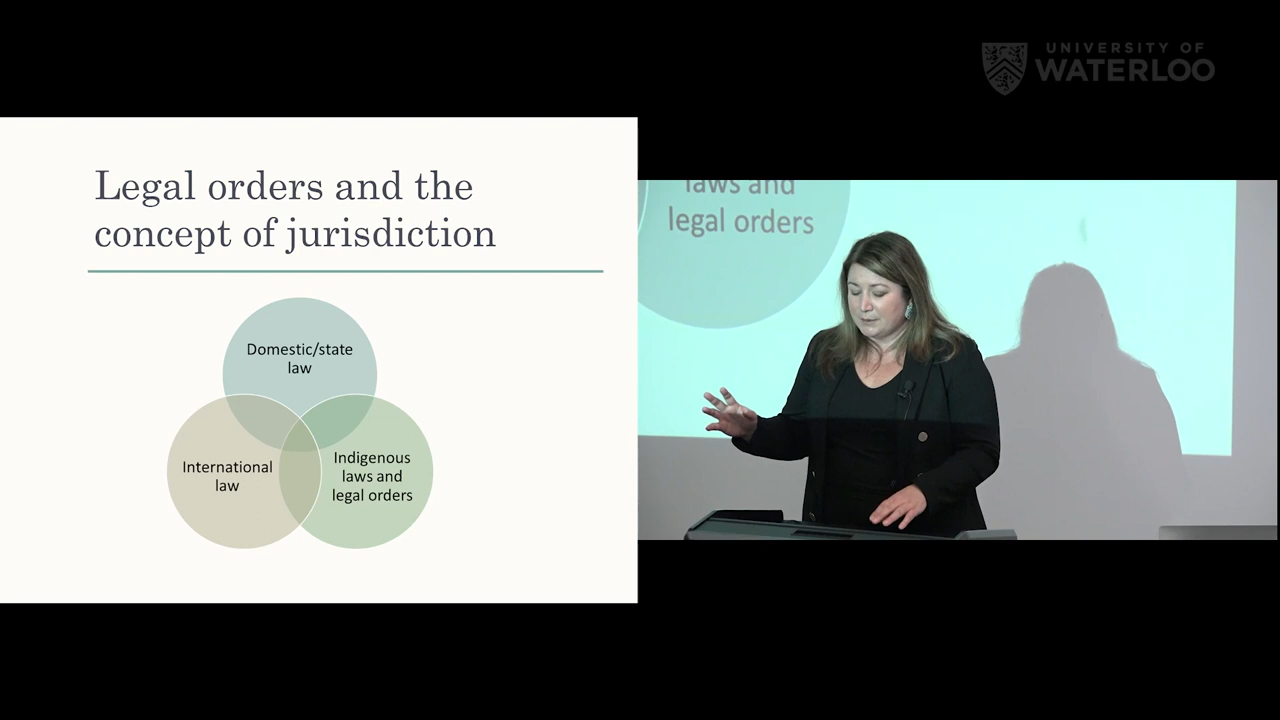 UNIVERSITY OF
WATERLOO
Legal orders and the
concept of jurisdiction
Domestic/state
law
International
law
Indigenous
laws and
legal orders
laws and
legal orders